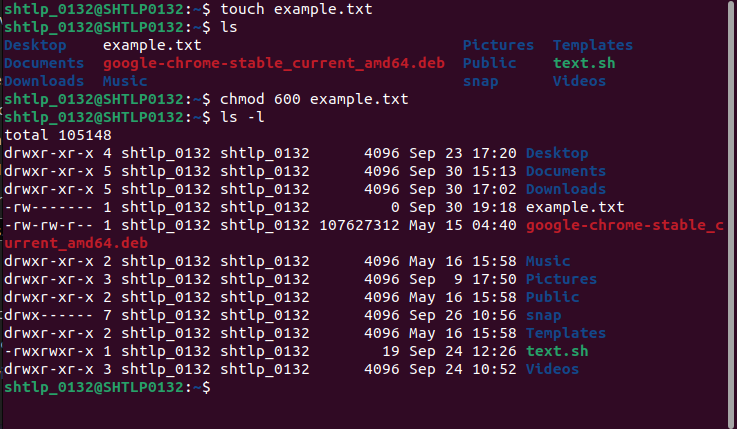 shtlp_0132@SHTLP0132:~$ touch example.txt
shtlp_0132@SHTLP0132:~$ ls
Desktop    example.txt                              Pictures  Templates
Documents  google-chrome-stable_current_amd64.deb  Public    text.sh
Downloads  Music                                    snap      Videos
shtlp_0132@SHTLP0132:~$ chmod 600 example.txt
shtlp_0132@SHTLP0132:~$ ls -l
total 105148
drwxr-xr-x 4 shtlp_0132 shtlp_0132      4096 Sep 23 17:20 Desktop
drwxr-xr-x 5 shtlp_0132 shtlp_0132      4096 Sep 30 15:13 Documents
drwxr-xr-x 5 shtlp_0132 shtlp_0132      4096 Sep 30 17:02 Downloads
-rw------- 1 shtlp_0132 shtlp_0132         0 Sep 30 19:18 example.txt
-rw-rw-r-- 1 shtlp_0132 shtlp_0132 107627312 May 15 04:40 google-chrome-stable_c
urrent_amd64.deb
drwxr-xr-x 2 shtlp_0132 shtlp_0132      4096 May 16 15:58 Music
drwxr-xr-x 3 shtlp_0132 shtlp_0132      4096 Sep  9 17:50 Pictures
drwxr-xr-x 2 shtlp_0132 shtlp_0132      4096 May 16 15:58 Public
drwx------ 7 shtlp_0132 shtlp_0132      4096 Sep 26 10:56 snap
drwxr-xr-x 2 shtlp_0132 shtlp_0132      4096 May 16 15:58 Templates
-rwxrwxr-x 1 shtlp_0132 shtlp_0132        19 Sep 24 12:26 text.sh
drwxr-xr-x 3 shtlp_0132 shtlp_0132      4096 Sep 24 10:52 Videos
shtlp_0132@SHTLP0132:~$